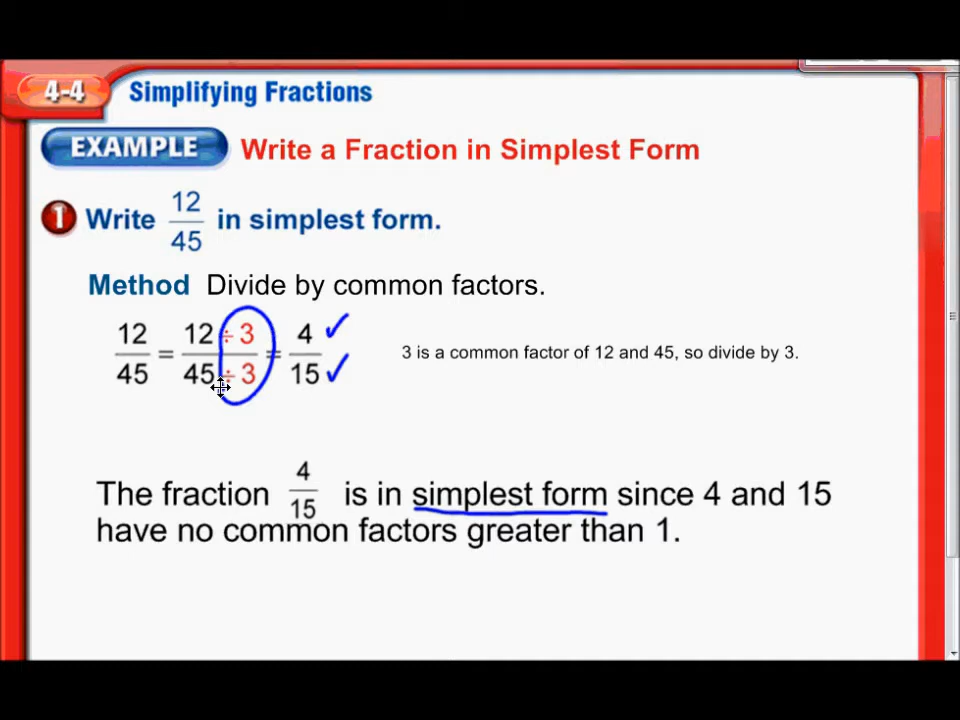 4-4 Simplifying Fractions
EXAMPLE Write a Fraction in Simplest Form
1 Write 12/45 in simplest form.
Method Divide by common factors.
12/45 = 12 ÷ 3/45 ÷ 3 = 4/15 ✓ ✓ 3 is a common factor of 12 and 45, so divide by 3.
The fraction 4/15 is in simplest form since 4 and 15
have no common factors greater than 1.